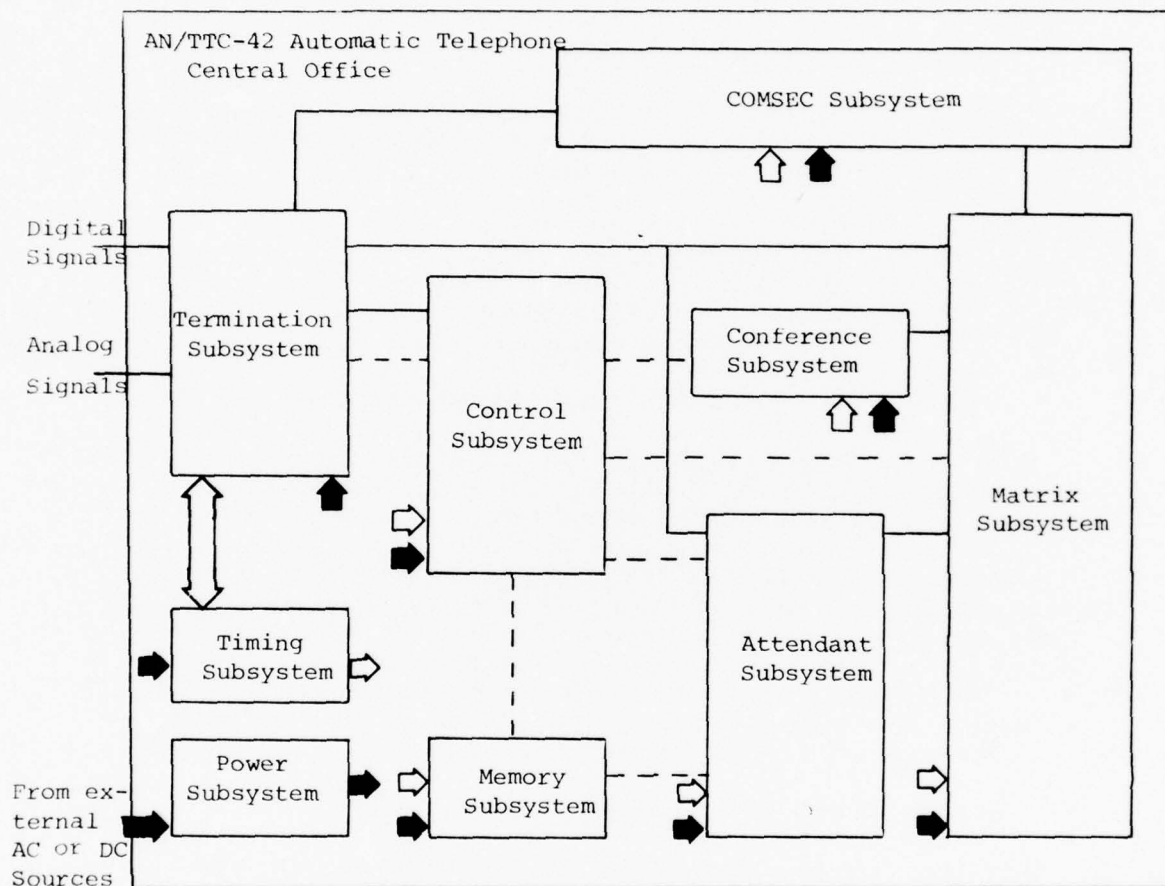 AN/TTC-42 Automatic Telephone
Central Office
COMSEC Subsystem
Digital
Signals
Termination
Subsystem
Analog
Signals
Control
Subsystem
Conference
Subsystem
Matrix
Subsystem
Timing
Subsystem
Attendant
Subsystem
Power
Subsystem
Memory
Subsystem
From ex-
ternal
AC or DC
Sources